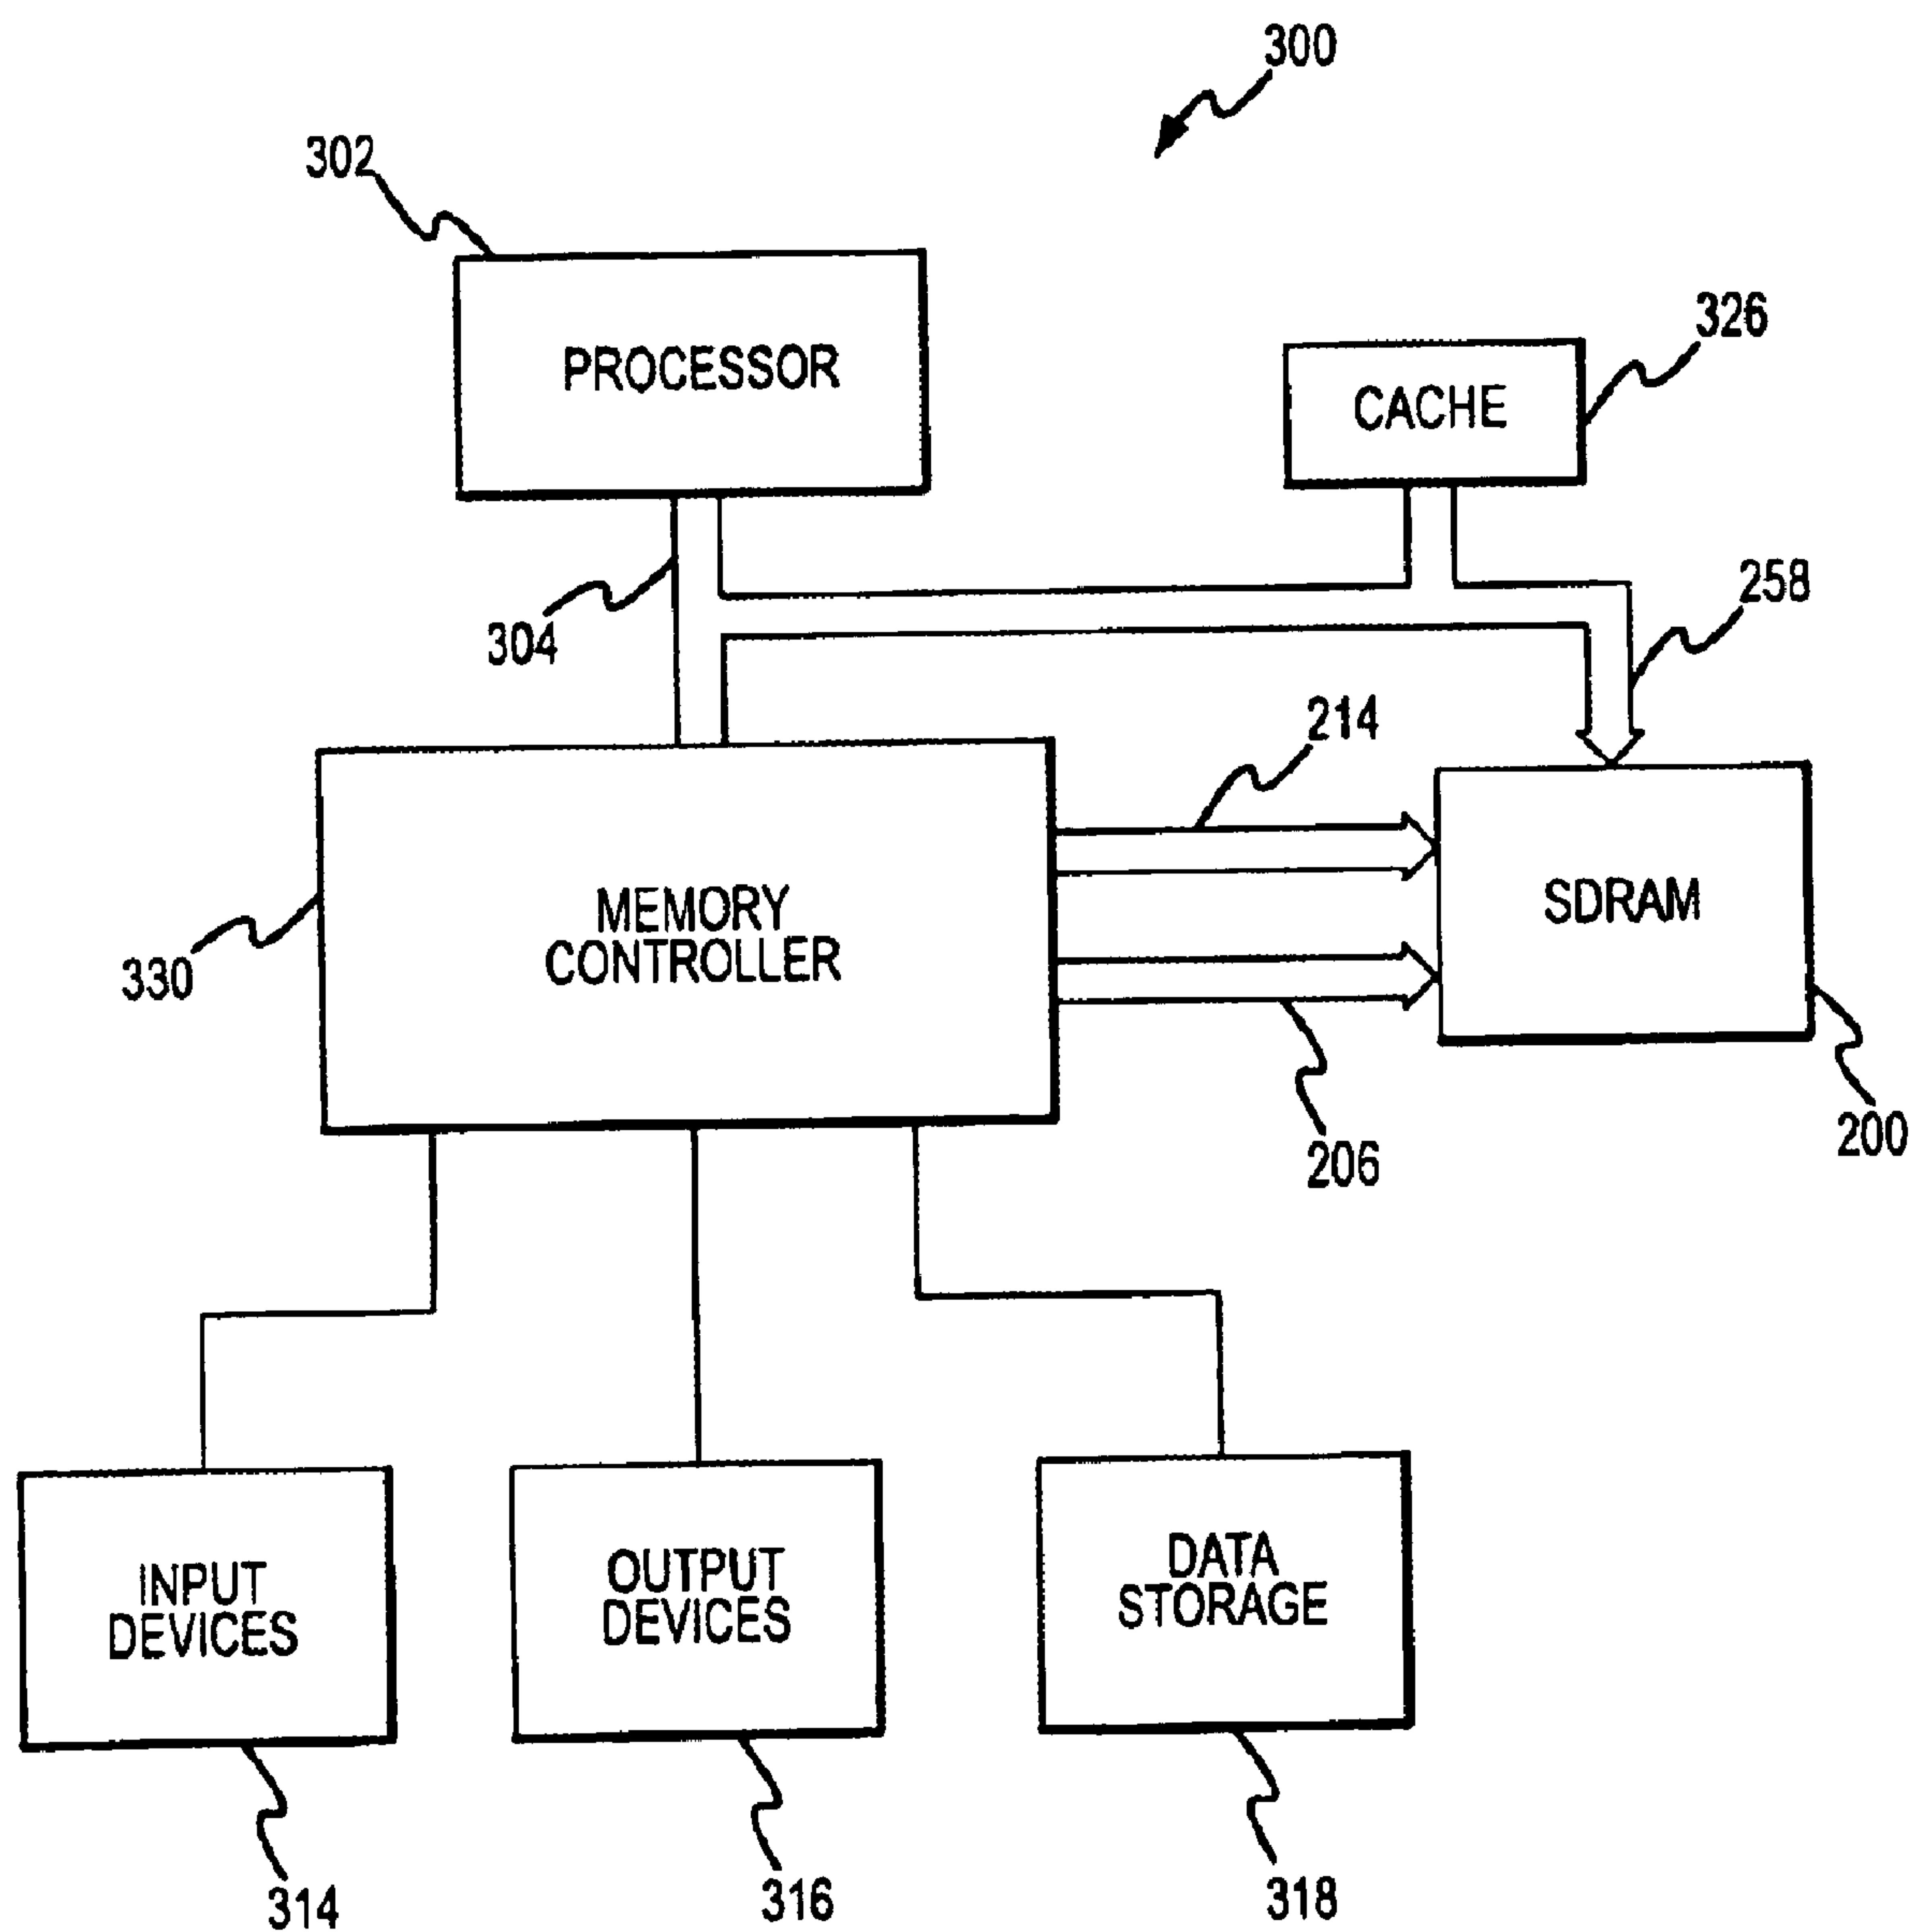 300
302
PROCESSOR
326
CACHE
304
258
214
MEMORY
CONTROLLER
SDRAM
330
206
200
INPUT
DEVICES
OUTPUT
DEVICES
DATA
STORAGE
314
316
318